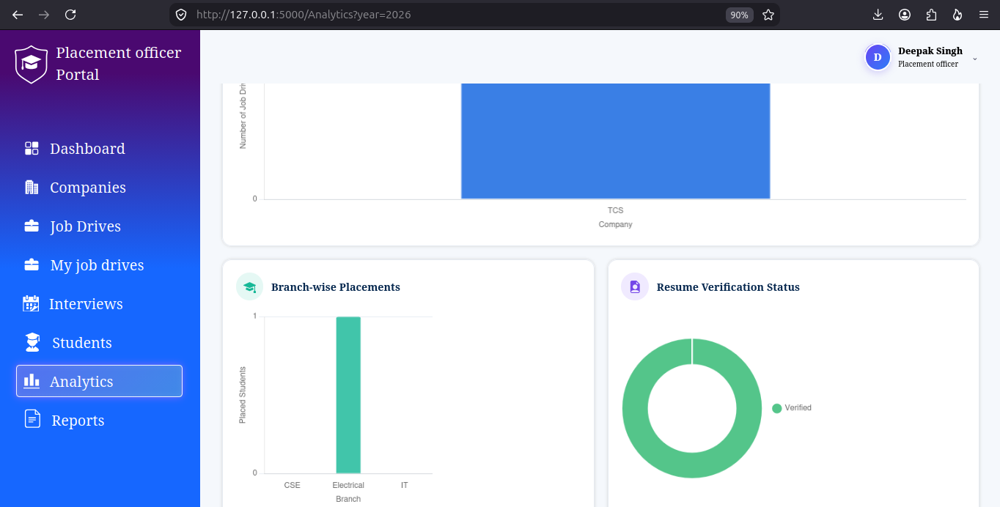 http://127.0.0.1:5000/Analytics?year=2026
90%
Placement officer
Portal
D
Deepak Singh
Placement officer
Dashboard
Companies
Job Drives
My job drives
Interviews
Students
Analytics
Reports
Number of Job Dri
0
TCS
Company
Branch-wise Placements
1
Placed Students
0
CSE
Electrical
IT
Branch
Resume Verification Status
Verified